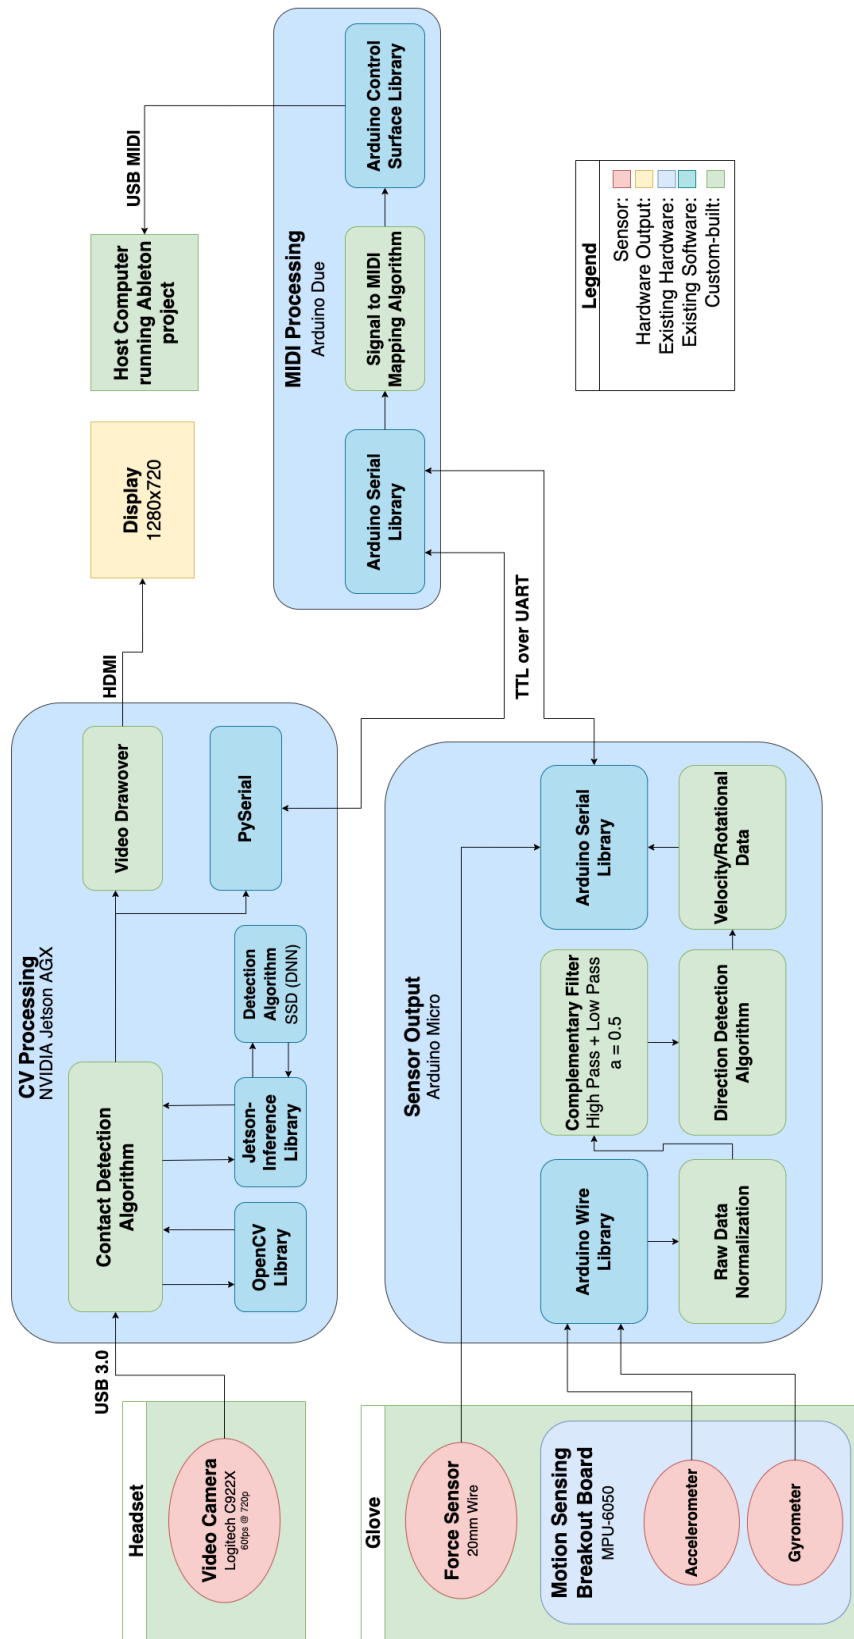 Headset
Video Camera
Logitech C922X
60fps @ 720p
USB 3.0
CV Processing
NVIDIA Jetson AGX
Contact Detection
Algorithm
OpenCV
Library
Jetson-
Inference
Library
Detection
Algorithm
SSD (DNN)
Video Drawover
PySerial
HDMI
Display
1280x720
Host Computer
running Ableton
project
USB MIDI
Glove
Force Sensor
20mm Wire
Motion Sensing
Breakout Board
MPU-6050
Accelerometer
Gyrometer
Sensor Output
Arduino Micro
Arduino Wire
Library
Raw Data
Normalization
Complementary Filter
High Pass + Low Pass
a = 0.5
Direction Detection
Algorithm
Arduino Serial
Library
Velocity/Rotational
Data
TTL over UART
MIDI Processing
Arduino Due
Arduino Serial
Library
Signal to MIDI
Mapping Algorithm
Arduino Control
Surface Library
Legend
Sensor:
Hardware Output:
Existing Hardware:
Existing Software:
Custom-built: